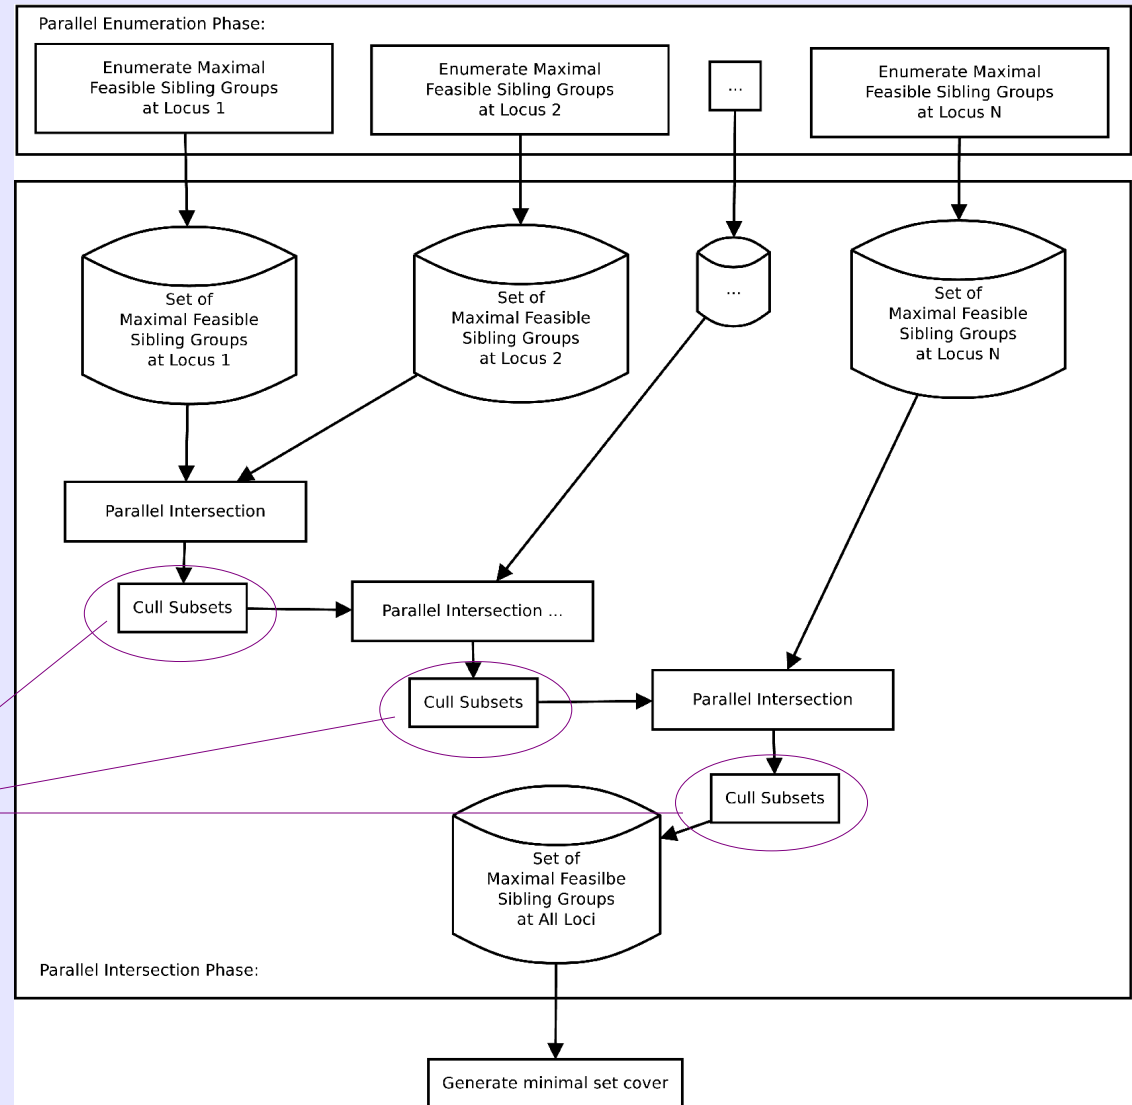 Parallel Enumeration Phase:
Enumerate Maximal
Feasible Sibling Groups
at Locus 1
Enumerate Maximal
Feasible Sibling Groups
at Locus 2
...
Enumerate Maximal
Feasible Sibling Groups
at Locus N
Set of
Maximal Feasible
Sibling Groups
at Locus 1
Set of
Maximal Feasible
Sibling Groups
at Locus 2
...
Set of
Maximal Feasible
Sibling Groups
at Locus N
Parallel Intersection
Cull Subsets
Parallel Intersection ...
Cull Subsets
Parallel Intersection
Cull Subsets
Set of
Maximal Feasilbe
Sibling Groups
at All Loci
Parallel Intersection Phase:
Generate minimal set cover